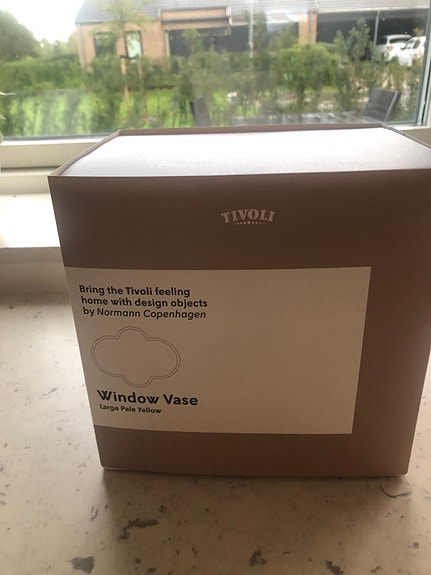 TIVOLI
Bring the Tivoli feeling
home with design objects
by Normann Copenhagen
Window Vase
Large Pale Yellow